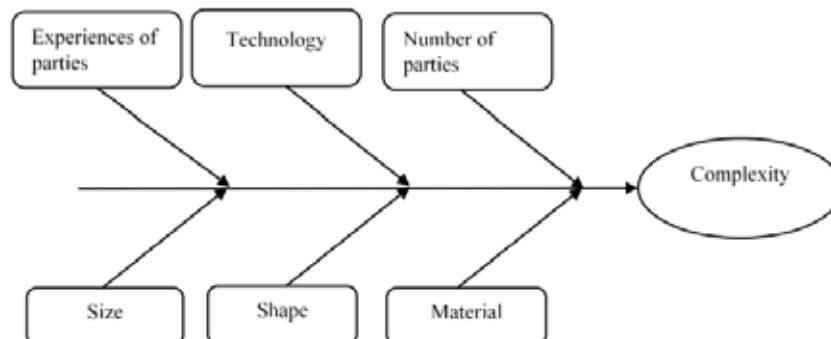 Experiences of
parties
Technology
Number of
parties
Complexity
Size
Shape
Material